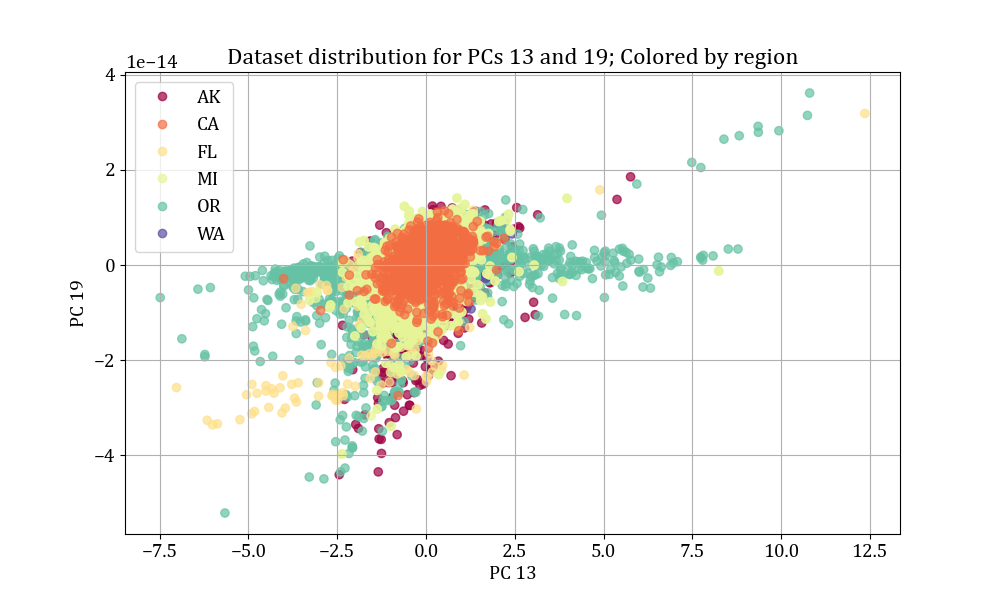 Dataset distribution for PCs 13 and 19; Colored by region
1e−14
4
2
0
−2
−4
PC 19
AK
CA
FL
MI
OR
WA
−7.5 −5.0 −2.5 0.0 2.5 5.0 7.5 10.0 12.5
PC 13